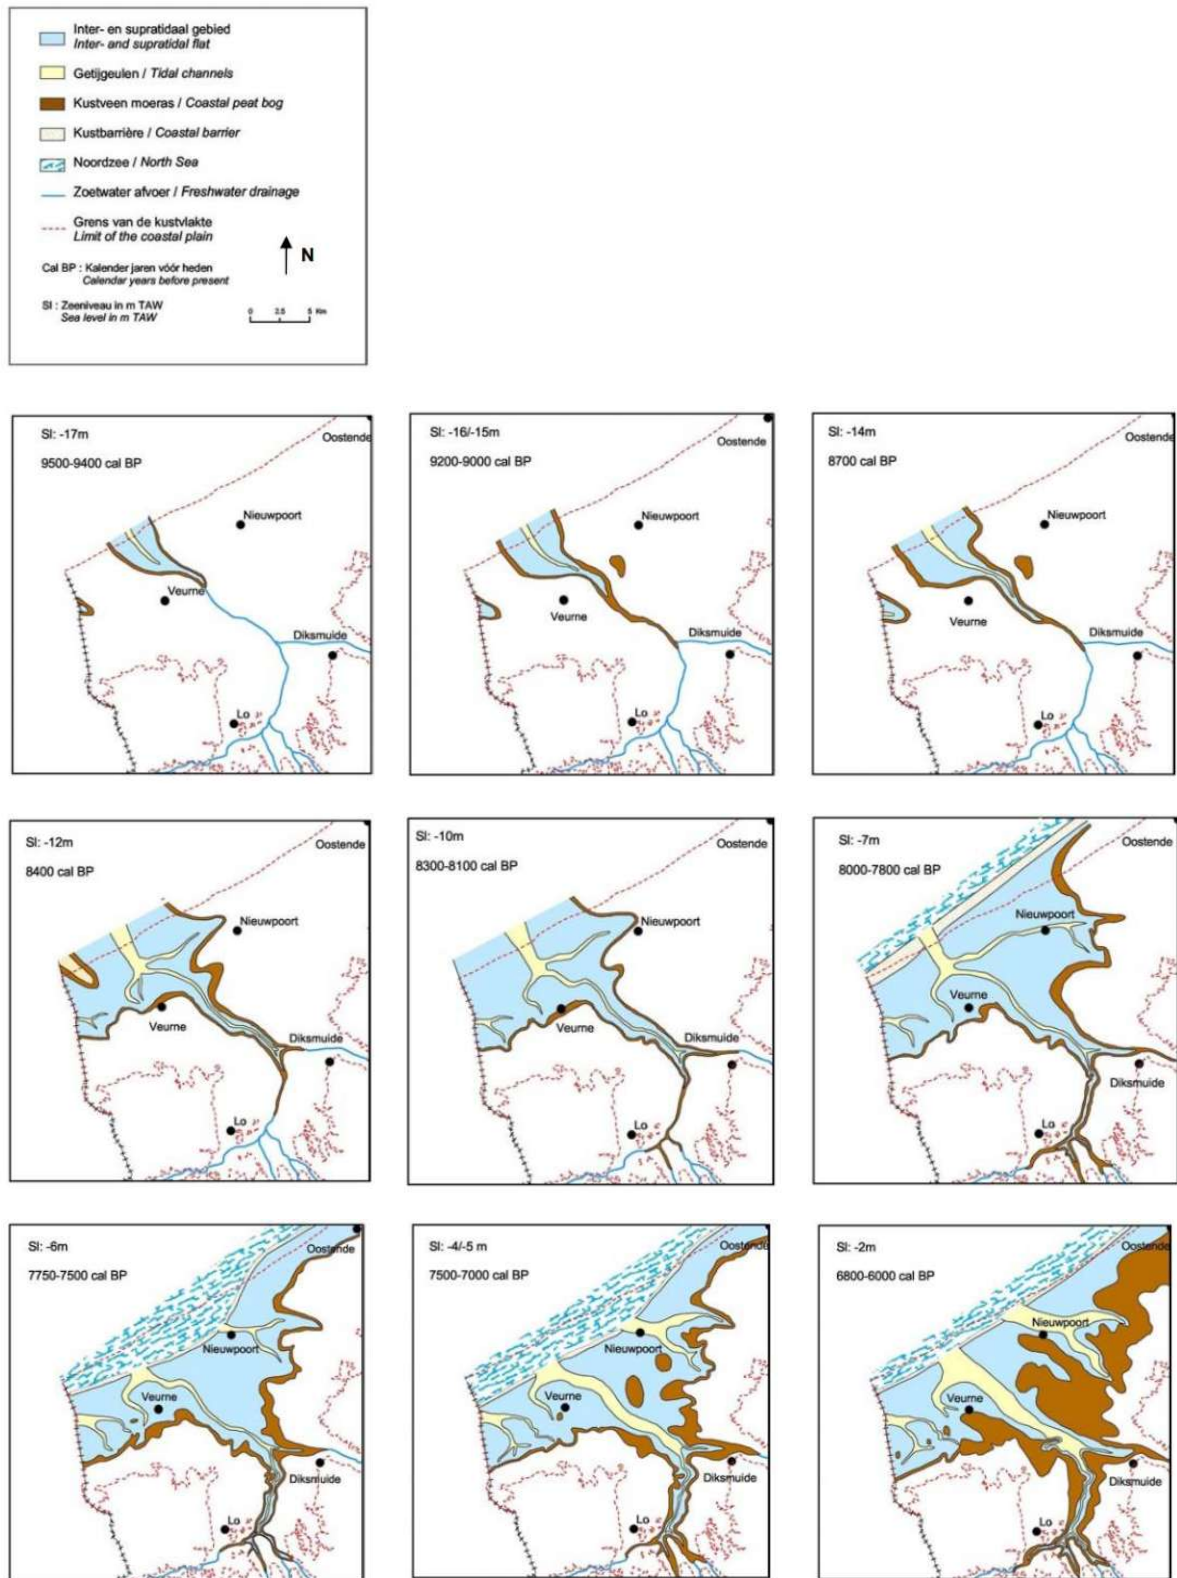 Inter- en supratidaal gebied
Inter- and supratidal flat
Getijgeulen / Tidal channels
Kustveen moeras / Coastal peat bog
Kustbarrière / Coastal barrier
Noordzee / North Sea
Zoetwater afvoer / Freshwater drainage
Grens van de kustvlakte
Limit of the coastal plain
N
Cal BP : Kalender jaren vóór heden
Calendar years before present
Sl : Zeeniveau in m TAW
Sea level in m TAW
0 2.5 5 Km
Sl: -17m
9500-9400 cal BP
Oostende
Nieuwpoort
Veurne
Diksmuide
Lo
Sl: -16/-15m
9200-9000 cal BP
Oostende
Nieuwpoort
Veurne
Diksmuide
Lo
Sl: -14m
8700 cal BP
Oostende
Nieuwpoort
Veurne
Diksmuide
Lo
Sl: -12m
8400 cal BP
Oostende
Nieuwpoort
Veurne
Diksmuide
Lo
Sl: -10m
8300-8100 cal BP
Oostende
Nieuwpoort
Veurne
Diksmuide
Lo
Sl: -7m
8000-7800 cal BP
Oostende
Nieuwpoort
Veurne
Diksmuide
Lo
Sl: -6m
7750-7500 cal BP
Oostende
Nieuwpoort
Veurne
Diksmuide
Lo
Sl: -4/-5 m
7500-7000 cal BP
Oostende
Nieuwpoort
Veurne
Diksmuide
Lo
Sl: -2m
6800-6000 cal BP
Oostende
Nieuwpoort
Veurne
Diksmuide
Lo